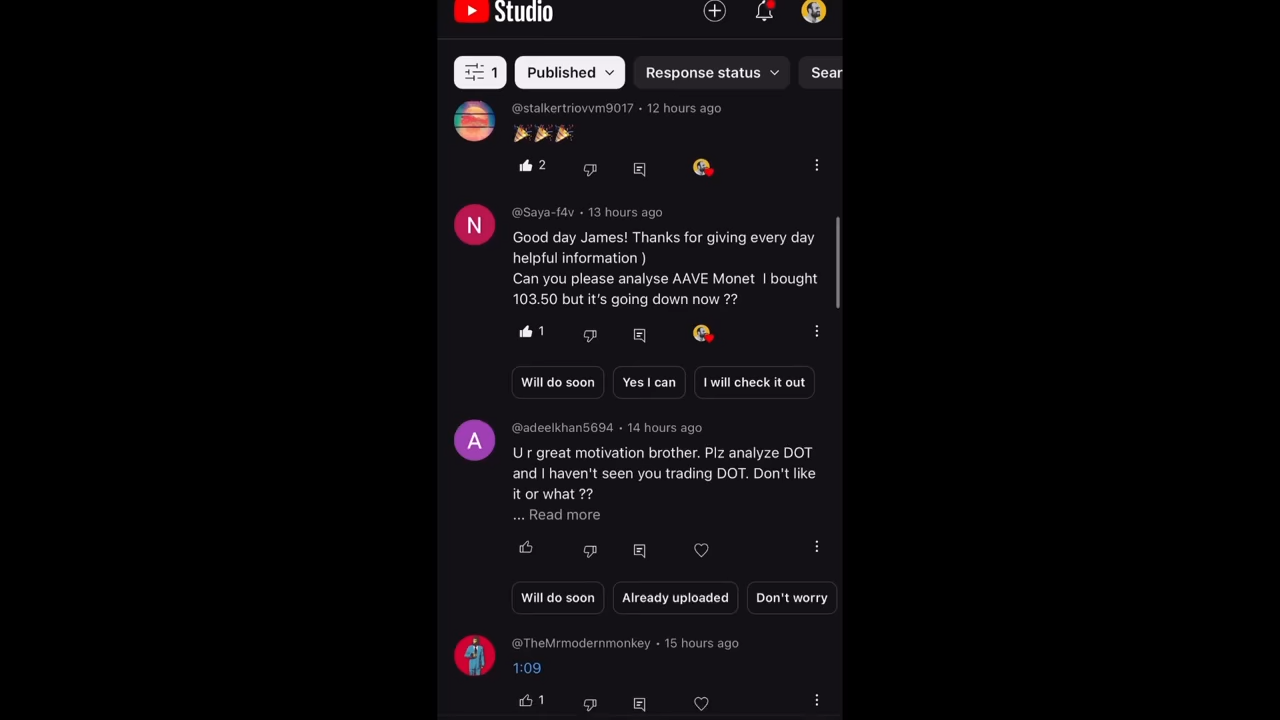 Studio
1 Published Response status Sear
@stalkertriovvm9017 • 12 hours ago
🎉🎉🎉
2
N
@Saya-f4v • 13 hours ago
Good day James! Thanks for giving every day
helpful information )
Can you please analyse AAVE Monet I bought
103.50 but it’s going down now ??
1
Will do soon Yes I can I will check it out
A
@adeelkhan5694 • 14 hours ago
U r great motivation brother. Plz analyze DOT
and I haven't seen you trading DOT. Don't like
it or what ??
... Read more
Will do soon Already uploaded Don't worry
@TheMrmodernmonkey • 15 hours ago
1:09
1